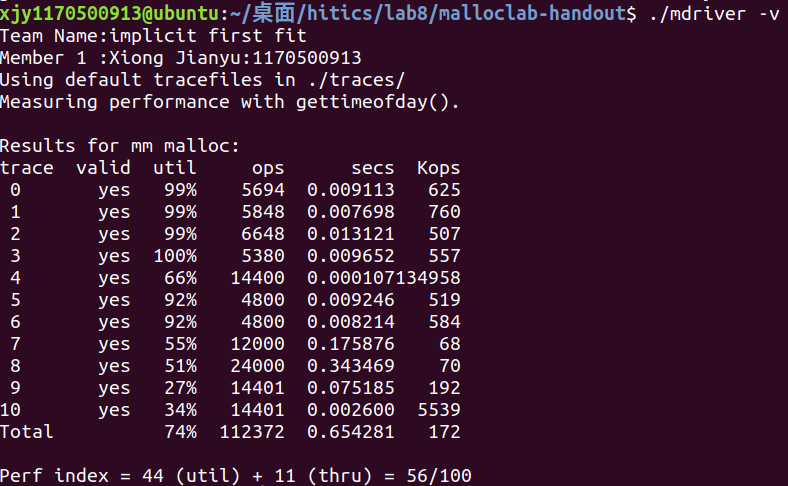 xjy1170500913@ubuntu:~/桌面/hitics/lab8/malloclab-handout$ ./mdriver -v
Team Name:implicit first fit
Member 1 :Xiong Jianyu:1170500913
Using default tracefiles in ./traces/
Measuring performance with gettimeofday().
Results for mm malloc:
trace  valid  util     ops      secs  Kops
 0       yes   99%    5694  0.009113   625
 1       yes   99%    5848  0.007698   760
 2       yes   99%    6648  0.013121   507
 3       yes  100%    5380  0.009652   557
 4       yes   66%   14400  0.000107134958
 5       yes   92%    4800  0.009246   519
 6       yes   92%    4800  0.008214   584
 7       yes   55%   12000  0.175876    68
 8       yes   51%   24000  0.343469    70
 9       yes   27%   14401  0.075185   192
10       yes   34%   14401  0.002600  5539
Total          74%  112372  0.654281   172
Perf index = 44 (util) + 11 (thru) = 56/100